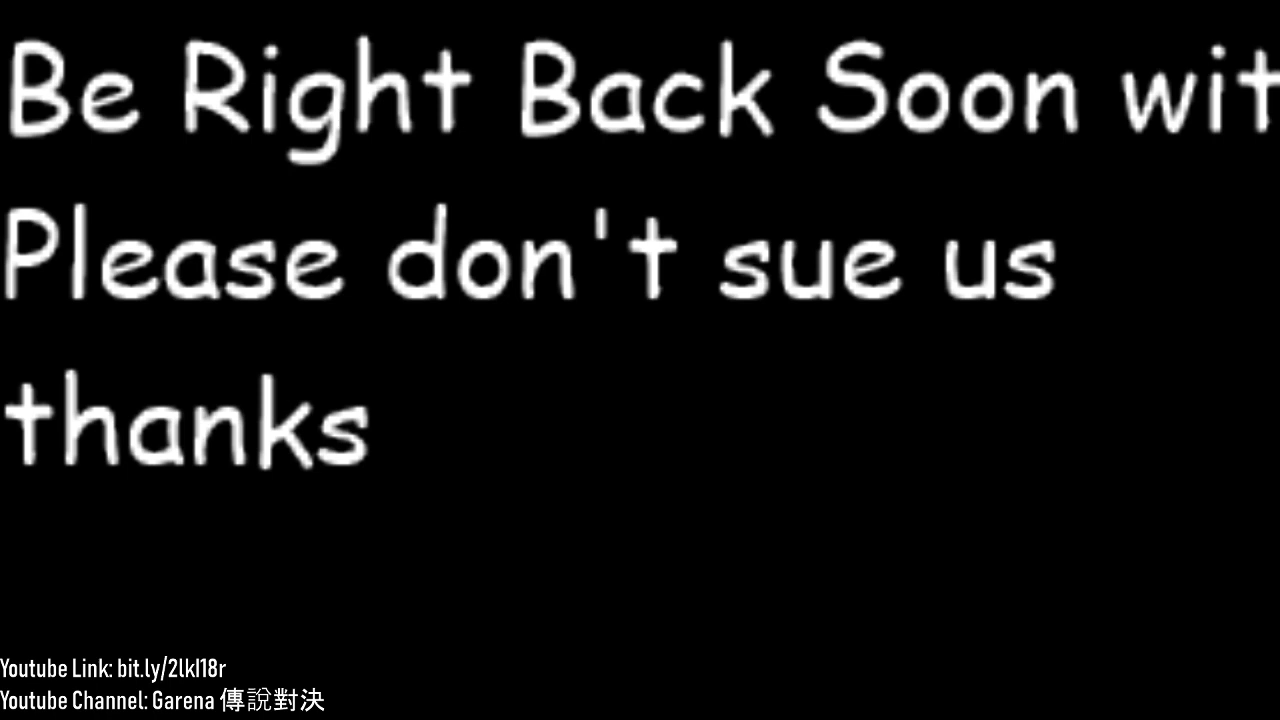 Be Right Back Soon wit
Please don't sue us
thanks
Youtube Link: bit.ly/2lkI18r
Youtube Channel: Garena 傳說對決